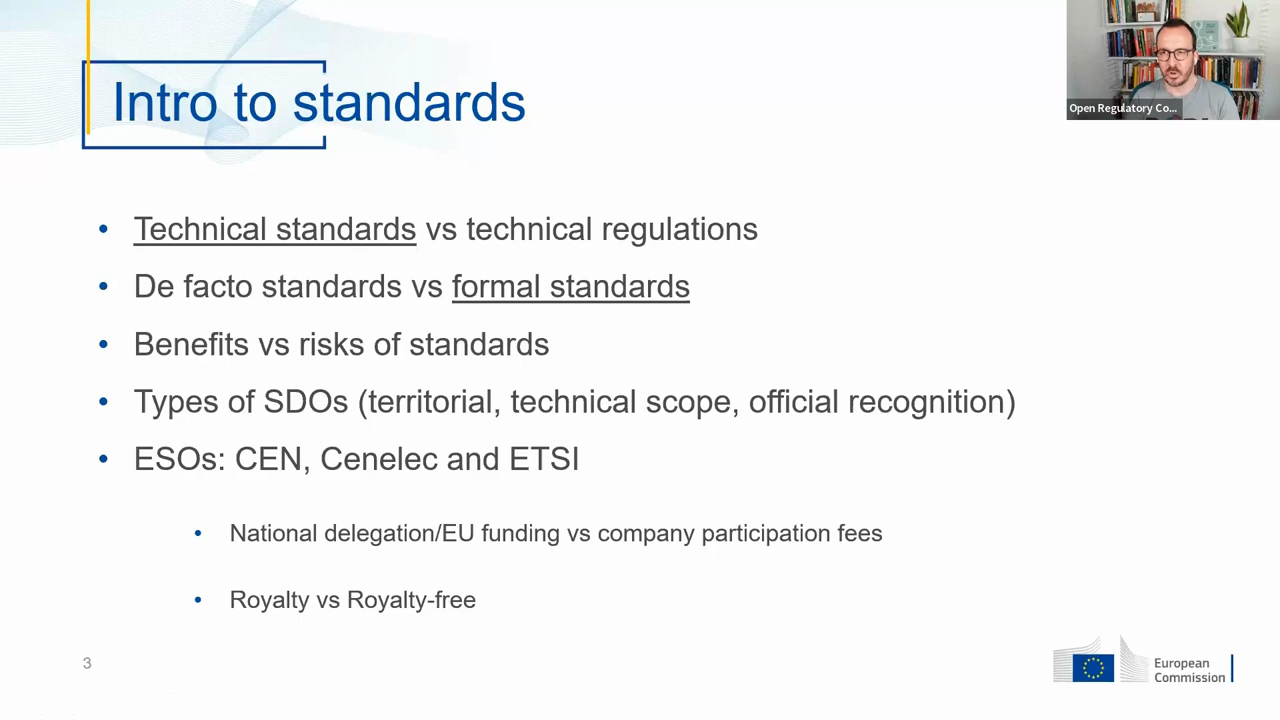 Intro to standards
Open Regulatory Co...
Technical standards vs technical regulations
De facto standards vs formal standards
Benefits vs risks of standards
Types of SDOs (territorial, technical scope, official recognition)
ESOs: CEN, Cenelec and ETSI
National delegation/EU funding vs company participation fees
Royalty vs Royalty-free
3
European
Commission